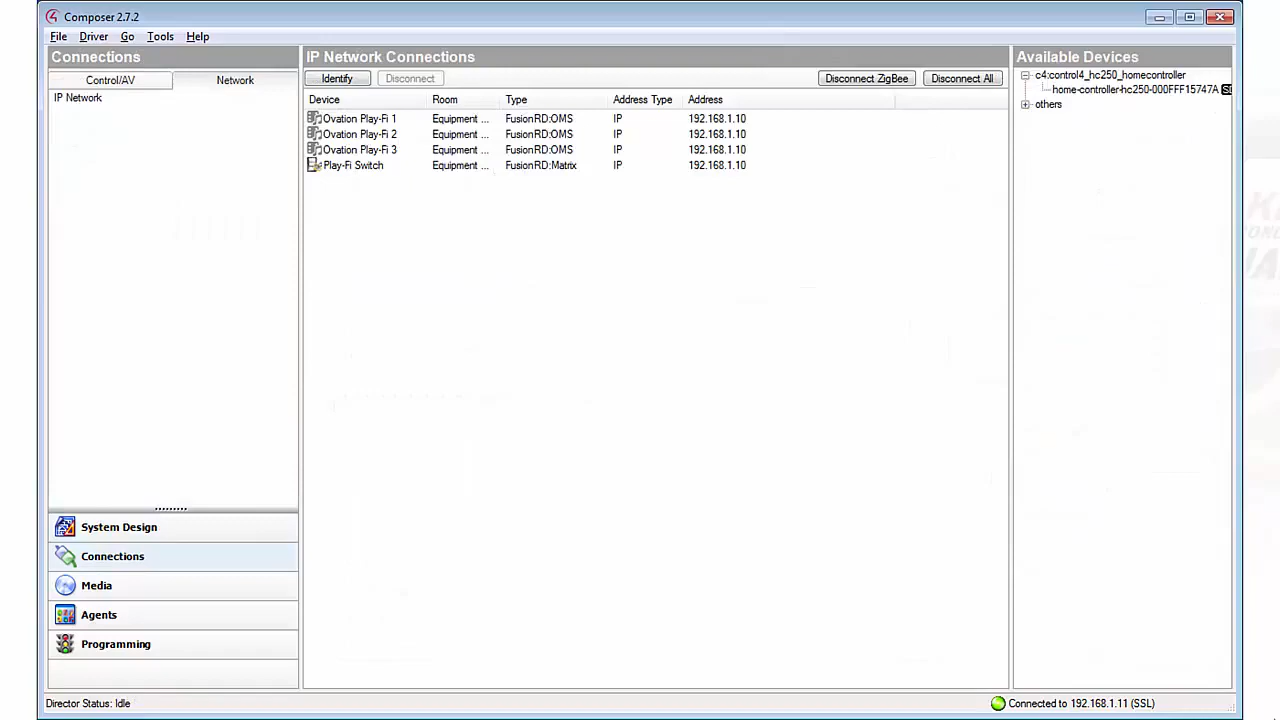 Composer 2.7.2
File Driver Go Tools Help
Connections
Control/AV Network
IP Network
IP Network Connections
Identify Disconnect Disconnect ZigBee Disconnect All
Device Room Type Address Type Address
Ovation Play-Fi 1 Equipment ... FusionRD:OMS IP 192.168.1.10
Ovation Play-Fi 2 Equipment ... FusionRD:OMS IP 192.168.1.10
Ovation Play-Fi 3 Equipment ... FusionRD:OMS IP 192.168.1.10
Play-Fi Switch Equipment ... FusionRD:Matrix IP 192.168.1.10
Available Devices
c4:control4_hc250_homecontroller
home-controller-hc250-000FFF15747A
others
System Design
Connections
Media
Agents
Programming
Director Status: Idle
Connected to 192.168.1.11 (SSL)